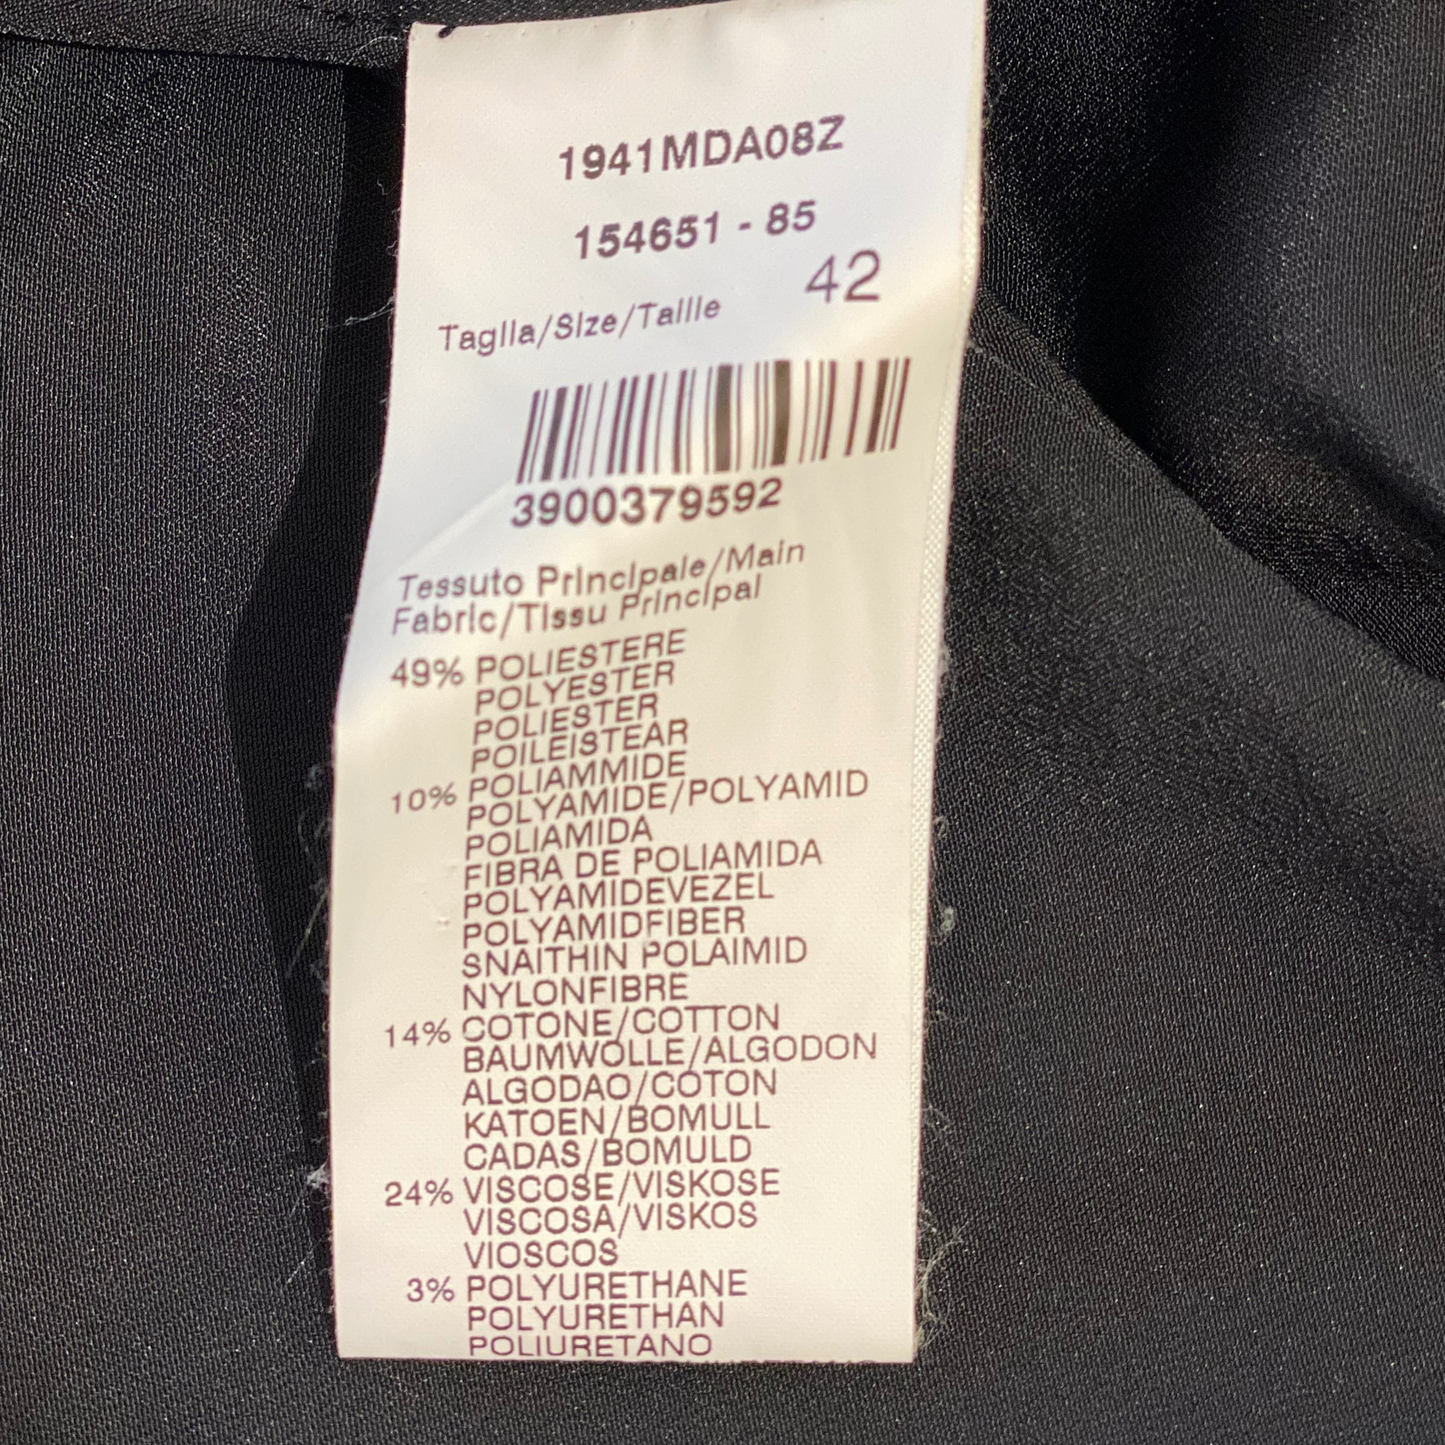 1941MDA08Z
154651 - 85
Taglia/Size/Taille 42
3900379592
Tessuto Principale/Main
Fabric/Tissu Principal
49% POLIESTERE
POLYESTER
POLIESTER
POILEISTEAR
10% POLIAMMIDE
POLYAMIDE/POLYAMID
POLIAMIDA
FIBRA DE POLIAMIDA
POLYAMIDEVEZEL
POLYAMIDFIBER
SNAITHIN POLAIMID
NYLONFIBRE
14% COTONE/COTTON
BAUMWOLLE/ALGODON
ALGODAO/COTON
KATOEN/BOMULL
CADAS/BOMULD
24% VISCOSE/VISKOSE
VISCOSA/VISKOS
VIOSCOS
3% POLYURETHANE
POLYURETHAN
POLIURETANO